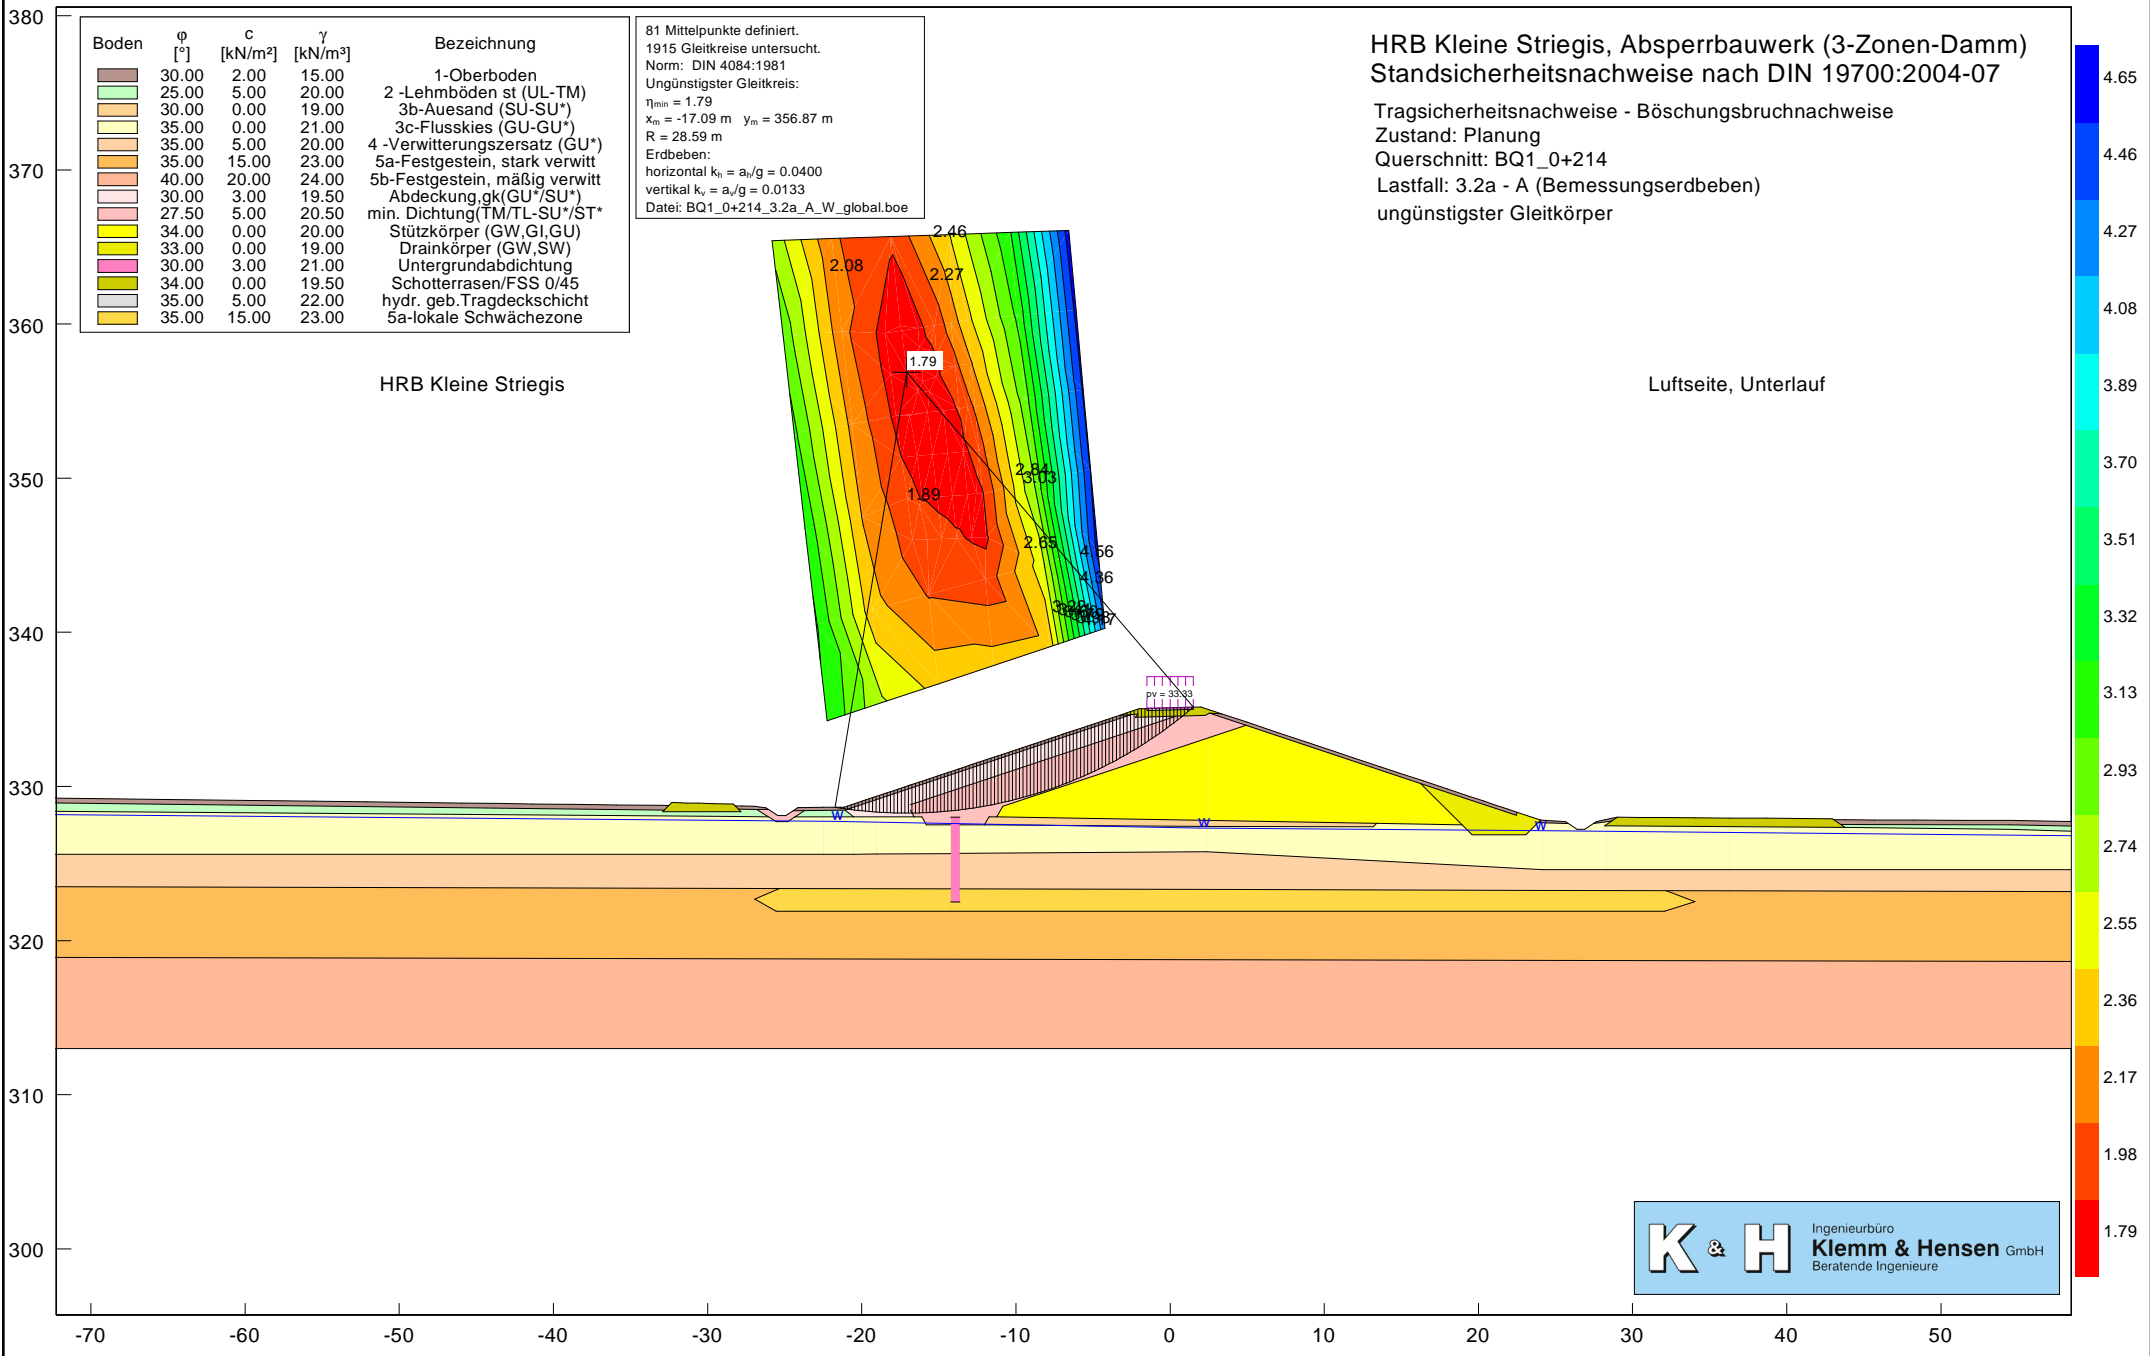 380
370
360
350
340
330
320
310
300
Boden φ c γ Bezeichnung
[°] [kN/m²] [kN/m³]
30.00 2.00 15.00 1-Oberboden
25.00 5.00 20.00 2 -Lehmböden st (UL-TM)
30.00 0.00 19.00 3b-Auesand (SU-SU*)
35.00 0.00 21.00 3c-Flusskies (GU-GU*)
35.00 5.00 20.00 4 -Verwitterungszersatz (GU*)
35.00 15.00 23.00 5a-Festgestein, stark verwitt
40.00 20.00 24.00 5b-Festgestein, mäßig verwitt
30.00 3.00 19.50 Abdeckung,gk(GU*/SU*)
27.50 5.00 20.50 min. Dichtung(TM/TL-SU*/ST*
34.00 0.00 20.00 Stützkörper (GW,GI,GU)
33.00 0.00 19.00 Drainkörper (GW,SW)
30.00 3.00 21.00 Untergrundabdichtung
34.00 0.00 19.50 Schotterrasen/FSS 0/45
35.00 5.00 22.00 hydr. geb.Tragdeckschicht
35.00 15.00 23.00 5a-lokale Schwächezone
81 Mittelpunkte definiert.
1915 Gleitkreise untersucht.
Norm: DIN 4084:1981
Ungünstigster Gleitkreis:
ηmin = 1.79
xm = -17.09 m ym = 356.87 m
R = 28.59 m
Erdbeben:
horizontal kh = ah/g = 0.0400
vertikal kv = av/g = 0.0133
Datei: BQ1_0+214_3.2a_A_W_global.boe
HRB Kleine Striegis, Absperrbauwerk (3-Zonen-Damm)
Standsicherheitsnachweise nach DIN 19700:2004-07
Tragsicherheitsnachweise - Böschungsbruchnachweise
Zustand: Planung
Querschnitt: BQ1_0+214
Lastfall: 3.2a - A (Bemessungserdbeben)
ungünstigster Gleitkörper
HRB Kleine Striegis
Luftseite, Unterlauf
2.46
2.08
2.27
1.79
2.84
3.03
1.89
2.65
4.56
4.36
pv = 33.33
W
W
W
4.65
4.46
4.27
4.08
3.89
3.70
3.51
3.32
3.13
2.93
2.74
2.55
2.36
2.17
1.98
1.79
K & H
Ingenieurbüro
Klemm & Hensen GmbH
Beratende Ingenieure
-70 -60 -50 -40 -30 -20 -10 0 10 20 30 40 50